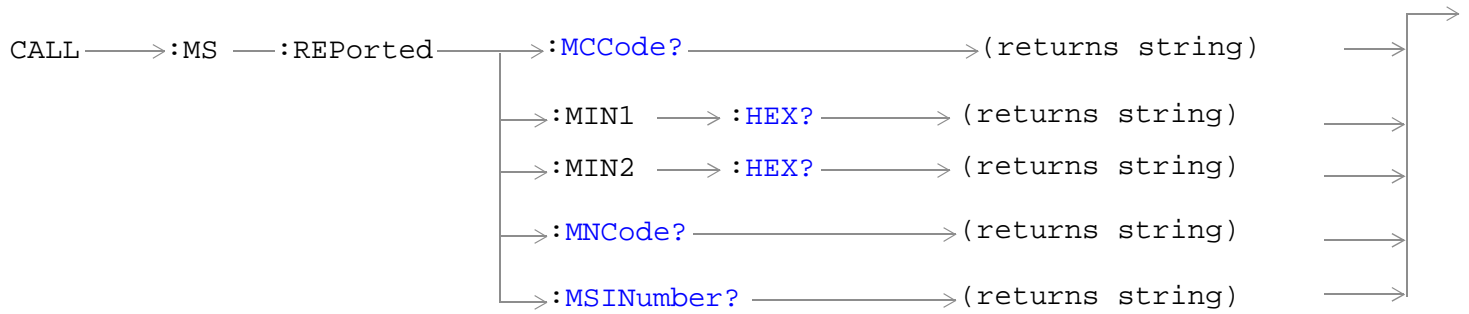 CALL :MS :REPorted :MCCode? (returns string)
:MIN1 :HEX? (returns string)
:MIN2 :HEX? (returns string)
:MNCode? (returns string)
:MSINumber? (returns string)